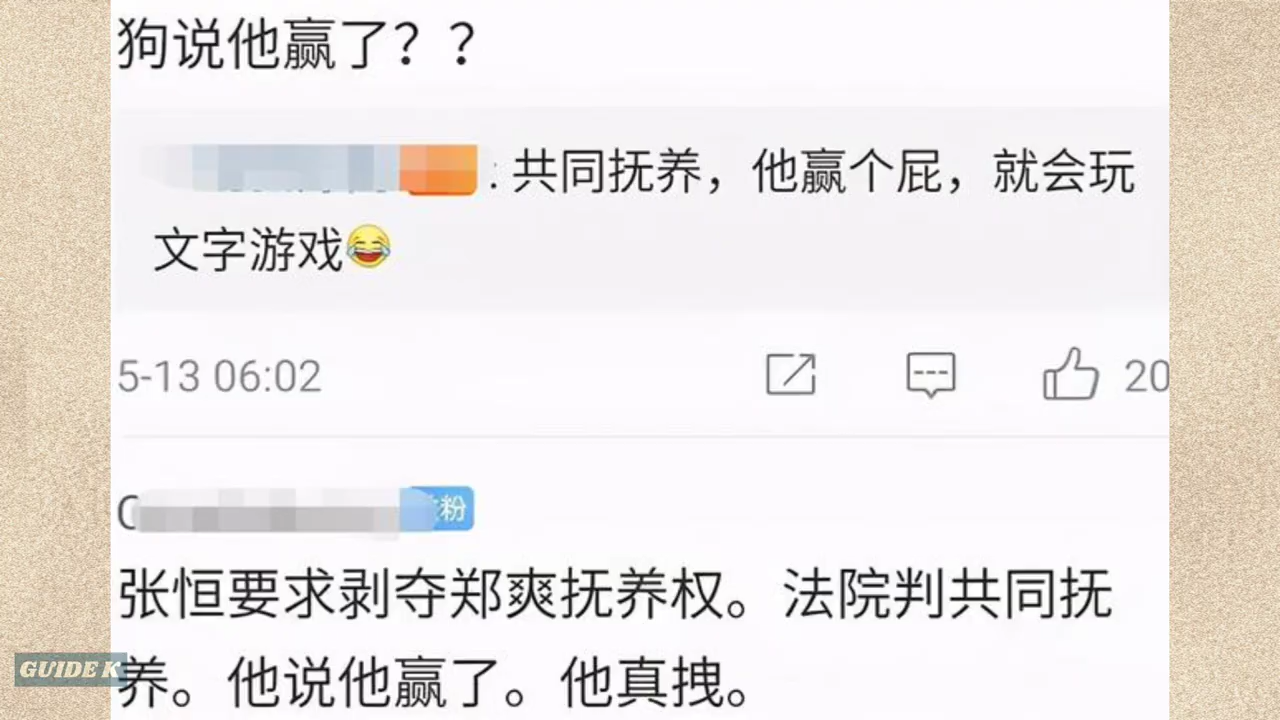 狗说他赢了？？
: 共同抚养，他赢个屁，就会玩
文字游戏😂
5-13 06:02
20
粉
张恒要求剥夺郑爽抚养权。法院判共同抚
养。他说他赢了。他真拽。
GUIDE K